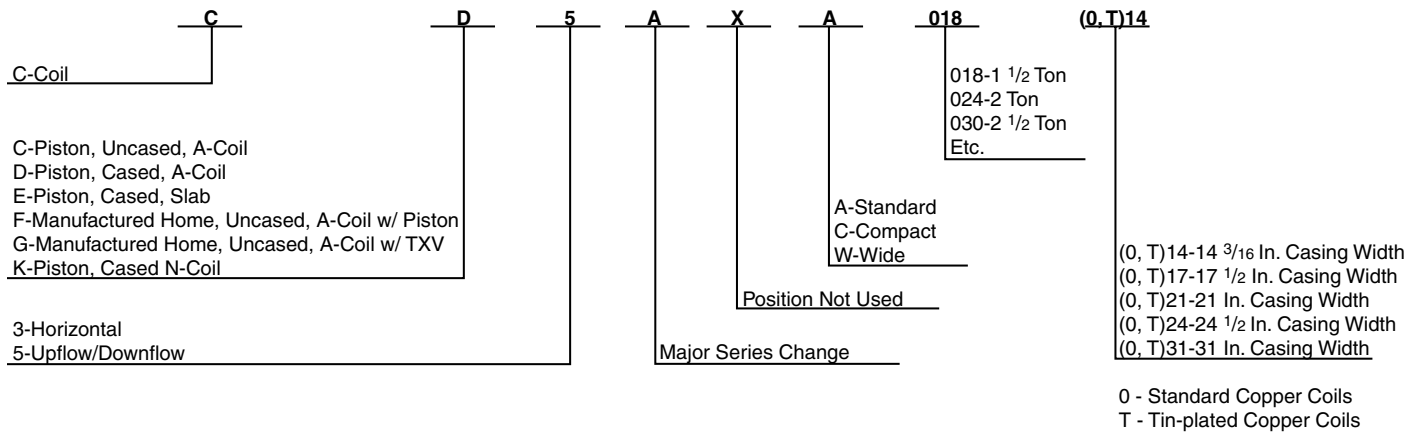 C D 5 A X A 018 (0, T)14
C-Coil
C-Piston, Uncased, A-Coil
D-Piston, Cased, A-Coil
E-Piston, Cased, Slab
F-Manufactured Home, Uncased, A-Coil w/ Piston
G-Manufactured Home, Uncased, A-Coil w/ TXV
K-Piston, Cased N-Coil
3-Horizontal
5-Upflow/Downflow
Major Series Change
Position Not Used
A-Standard
C-Compact
W-Wide
018-1 1/2 Ton
024-2 Ton
030-2 1/2 Ton
Etc.
(0, T)14-14 3/16 In. Casing Width
(0, T)17-17 1/2 In. Casing Width
(0, T)21-21 In. Casing Width
(0, T)24-24 1/2 In. Casing Width
(0, T)31-31 In. Casing Width
0 - Standard Copper Coils
T - Tin-plated Copper Coils